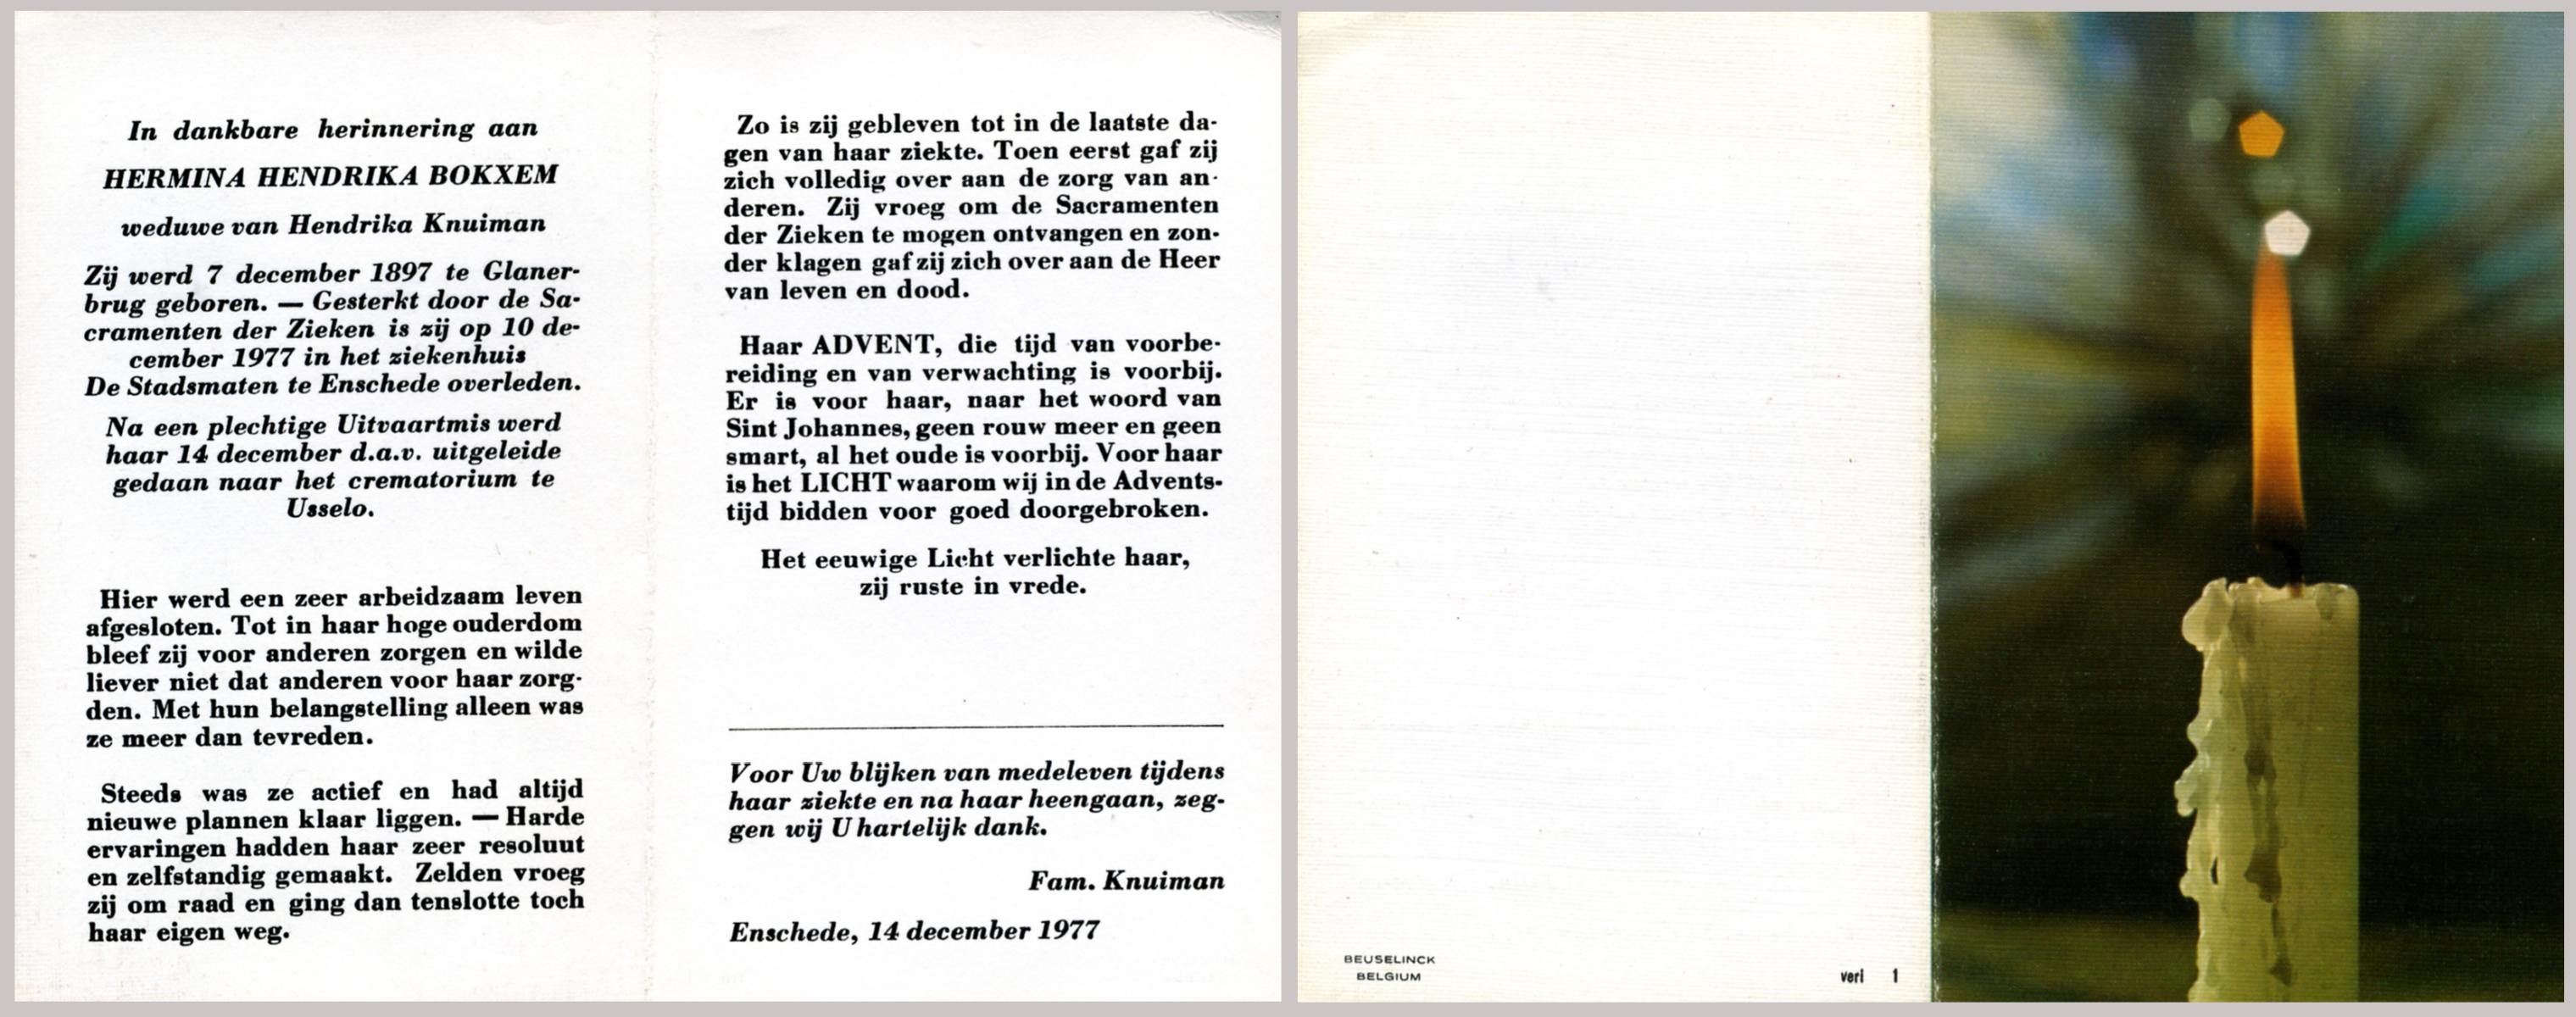 In dankbare herinnering aan
HERMINA HENDRIKA BOKXEM
weduwe van Hendrika Knuiman
Zij werd 7 december 1897 te Glaner-
brug geboren. — Gesterkt door de Sa-
cramenten der Zieken is zij op 10 de-
cember 1977 in het ziekenhuis
De Stadsmaten te Enschede overleden.
Na een plechtige Uitvaartmis werd
haar 14 december d.a.v. uitgeleide
gedaan naar het crematorium te
Usselo.
Hier werd een zeer arbeidzaam leven
afgesloten. Tot in haar hoge ouderdom
bleef zij voor anderen zorgen en wilde
liever niet dat anderen voor haar zorg-
den. Met hun belangstelling alleen was
ze meer dan tevreden.
Steeds was ze actief en had altijd
nieuwe plannen klaar liggen. — Harde
ervaringen hadden haar zeer resoluut
en zelfstandig gemaakt. Zelden vroeg
zij om raad en ging dan tenslotte toch
haar eigen weg.
Zo is zij gebleven tot in de laatste da-
gen van haar ziekte. Toen eerst gaf zij
zich volledig over aan de zorg van an-
deren. Zij vroeg om de Sacramenten
der Zieken te mogen ontvangen en zon-
der klagen gaf zij zich over aan de Heer
van leven en dood.
Haar ADVENT, die tijd van voorbe-
reiding en van verwachting is voorbij.
Er is voor haar, naar het woord van
Sint Johannes, geen rouw meer en geen
smart, al het oude is voorbij. Voor haar
is het LICHT waarom wij in de Advents-
tijd bidden voor goed doorgebroken.
Het eeuwige Licht verlichte haar,
zij ruste in vrede.
Voor Uw blijken van medeleven tijdens
haar ziekte en na haar heengaan, zeg-
gen wij U hartelijk dank.
Fam. Knuiman
Enschede, 14 december 1977
BEUSELINCK
BELGIUM
verl 1